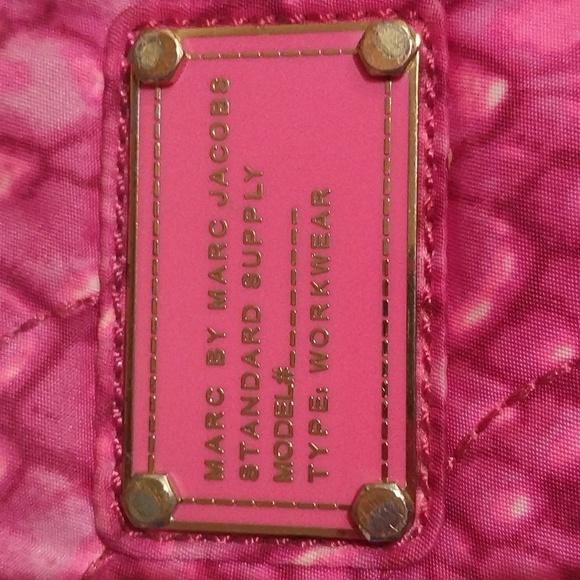 MARC BY MARC JACOBS
STANDARD SUPPLY
MODEL#--------
TYPE: WORKWEAR